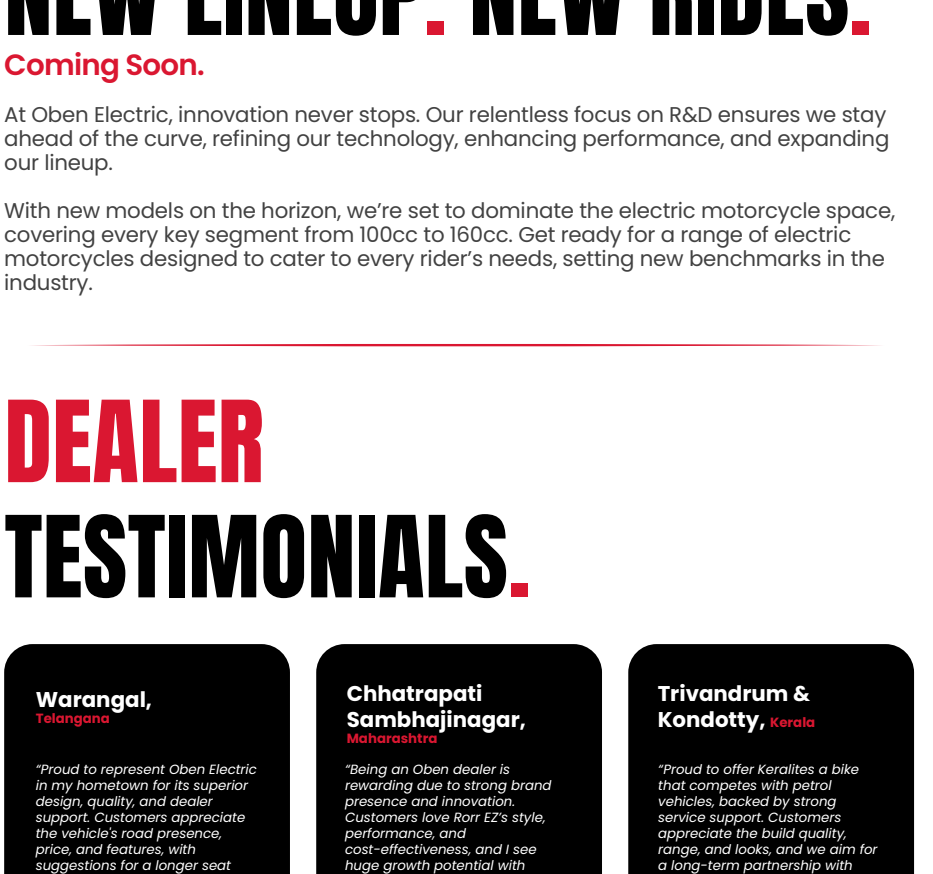 NEW LINEUP. NEW RIDES.
Coming Soon.
At Oben Electric, innovation never stops. Our relentless focus on R&D ensures we stay
ahead of the curve, refining our technology, enhancing performance, and expanding
our lineup.
With new models on the horizon, we’re set to dominate the electric motorcycle space,
covering every key segment from 100cc to 160cc. Get ready for a range of electric
motorcycles designed to cater to every rider’s needs, setting new benchmarks in the
industry.
DEALER
TESTIMONIALS.
Warangal,
Telangana
“Proud to represent Oben Electric
in my hometown for its superior
design, quality, and dealer
support. Customers appreciate
the vehicle's road presence,
price, and features, with
suggestions for a longer seat
Chhatrapati
Sambhajinagar,
Maharashtra
“Being an Oben dealer is
rewarding due to strong brand
presence and innovation.
Customers love Rorr EZ’s style,
performance, and
cost-effectiveness, and I see
huge growth potential with
Trivandrum &
Kondotty, Kerala
“Proud to offer Keralites a bike
that competes with petrol
vehicles, backed by strong
service support. Customers
appreciate the build quality,
range, and looks, and we aim for
a long-term partnership with